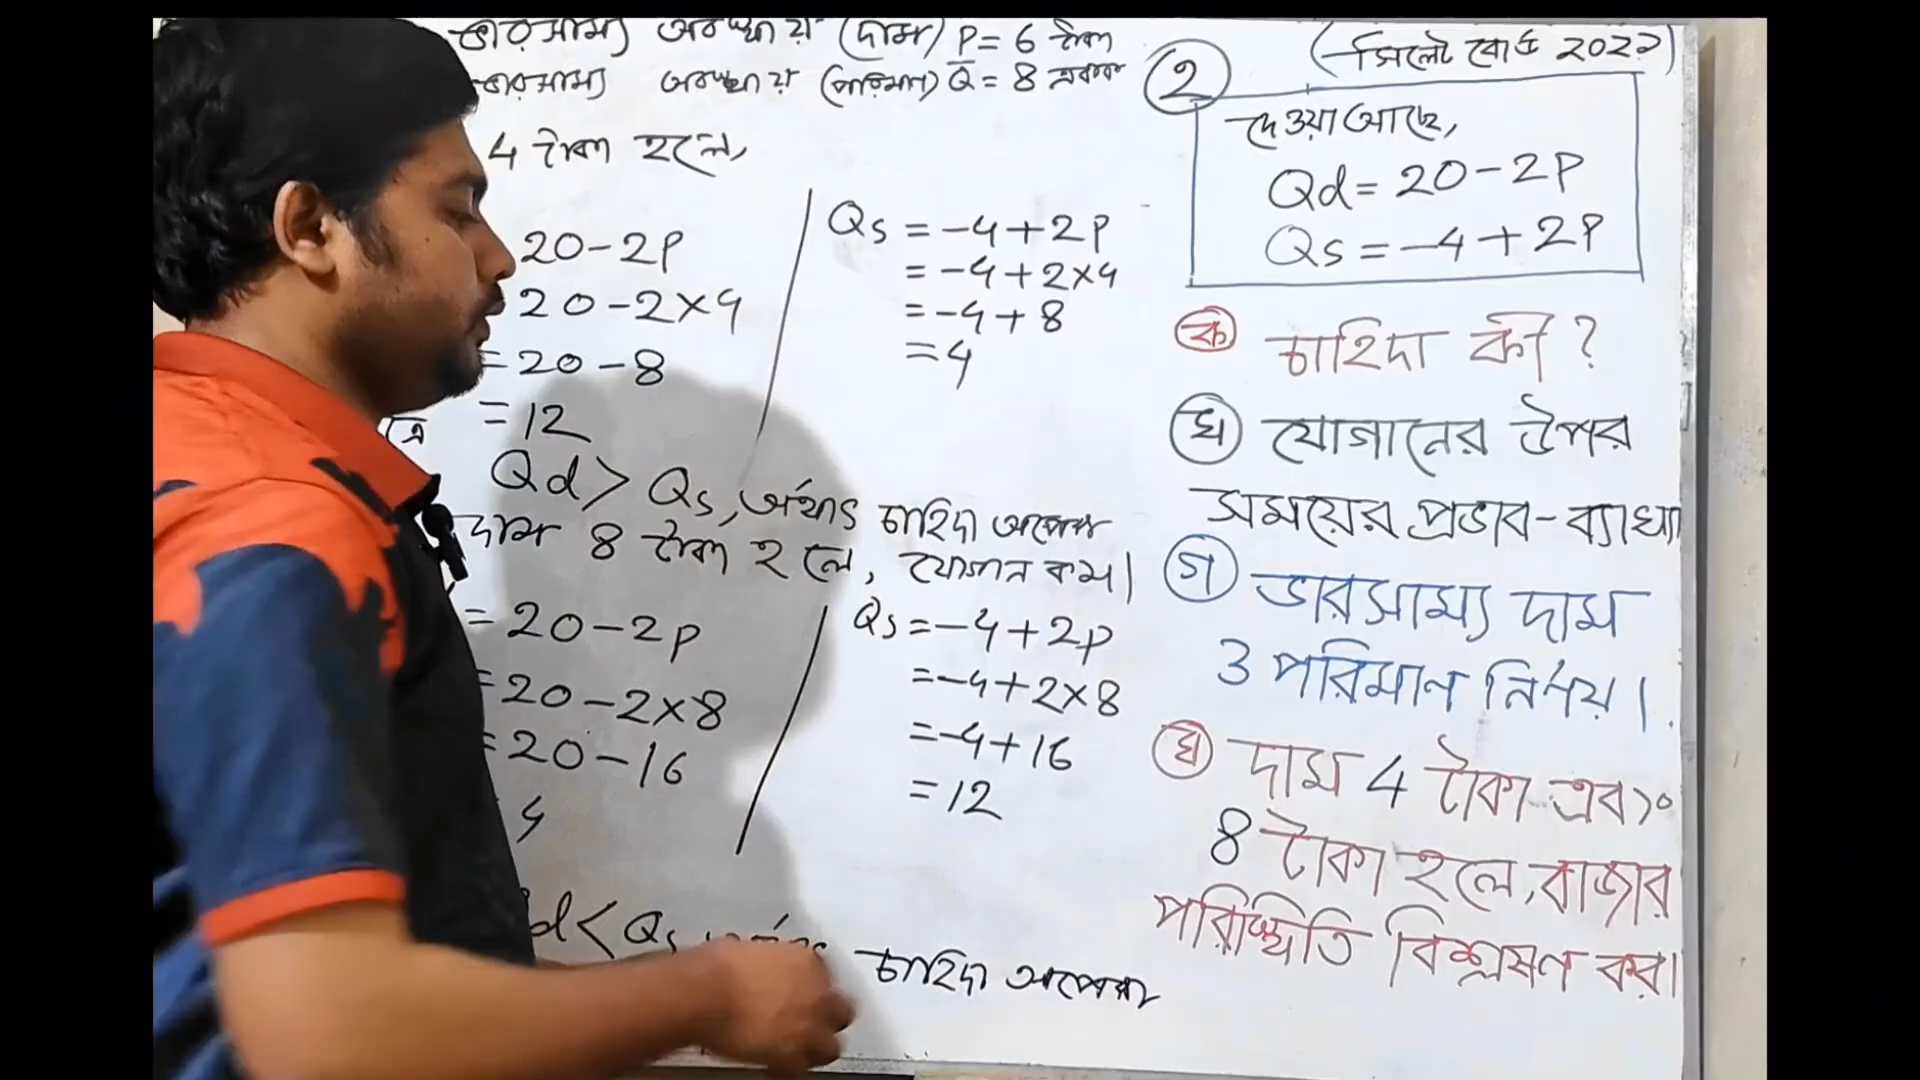 ভারসাম্য অবস্থায় (দাম) P = 6 টাকা
ভারসাম্য অবস্থায় (পরিমাণ) Q = 8 একক
4 টাকা হলে,
20-2P
20-2×4
=20-8
=12
Qs = -4+2P
= -4+2×4
= -4+8
=4
ত্রে
Qd > Qs, অর্থাৎ চাহিদা অপেক্ষা
যোগান কম।
দাম 8 টাকা হলে,
=20-2P
=20-2×8
=20-16
4
Qs = -4+2P
= -4+2×8
= -4+16
= 12
d < Qs চাহিদা অপেক্ষা
২
(সিলেট বোর্ড ২০২২)
দেওয়া আছে,
Qd = 20-2P
Qs = -4+2P
ক চাহিদা কী?
খ যোগানের উপর
সময়ের প্রভাব-ব্যাখ্যা
গ ভারসাম্য দাম
ও পরিমান নির্ণয়।
ঘ দাম 4 টাকা এবং
8 টাকা হলে, বাজার
পরিস্থিতি বিশ্লেষণ কর।